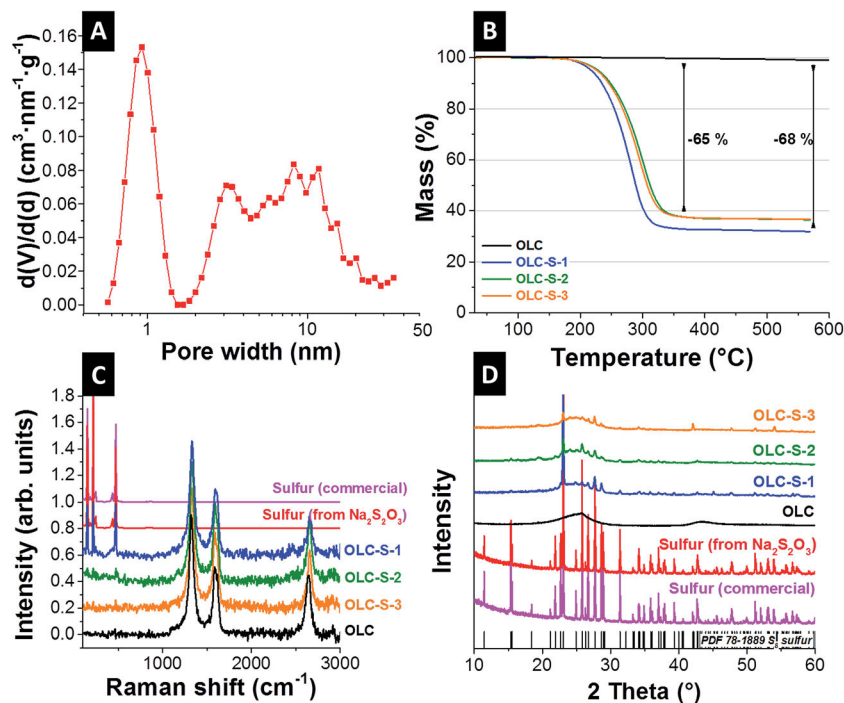 A
0.16
0.14
0.12
0.10
0.08
0.06
0.04
0.02
0.00
d(V)/d(d) (cm³·nm⁻¹·g⁻¹)
1
10
50
Pore width (nm)
B
100
80
60
40
20
0
Mass (%)
-65 %
-68 %
OLC
OLC-S-1
OLC-S-2
OLC-S-3
100
200
300
400
500
600
Temperature (°C)
C
1.8
1.6
1.4
1.2
1.0
0.8
0.6
0.4
0.2
0.0
Intensity (arb. units)
Sulfur (commercial)
Sulfur (from Na₂S₂O₃)
OLC-S-1
OLC-S-2
OLC-S-3
OLC
1000
2000
3000
Raman shift (cm⁻¹)
D
Intensity
OLC-S-3
OLC-S-2
OLC-S-1
OLC
Sulfur (from Na₂S₂O₃)
Sulfur (commercial)
PDF 78-1889 S₈ sulfur
10
20
30
40
50
60
2 Theta (°)